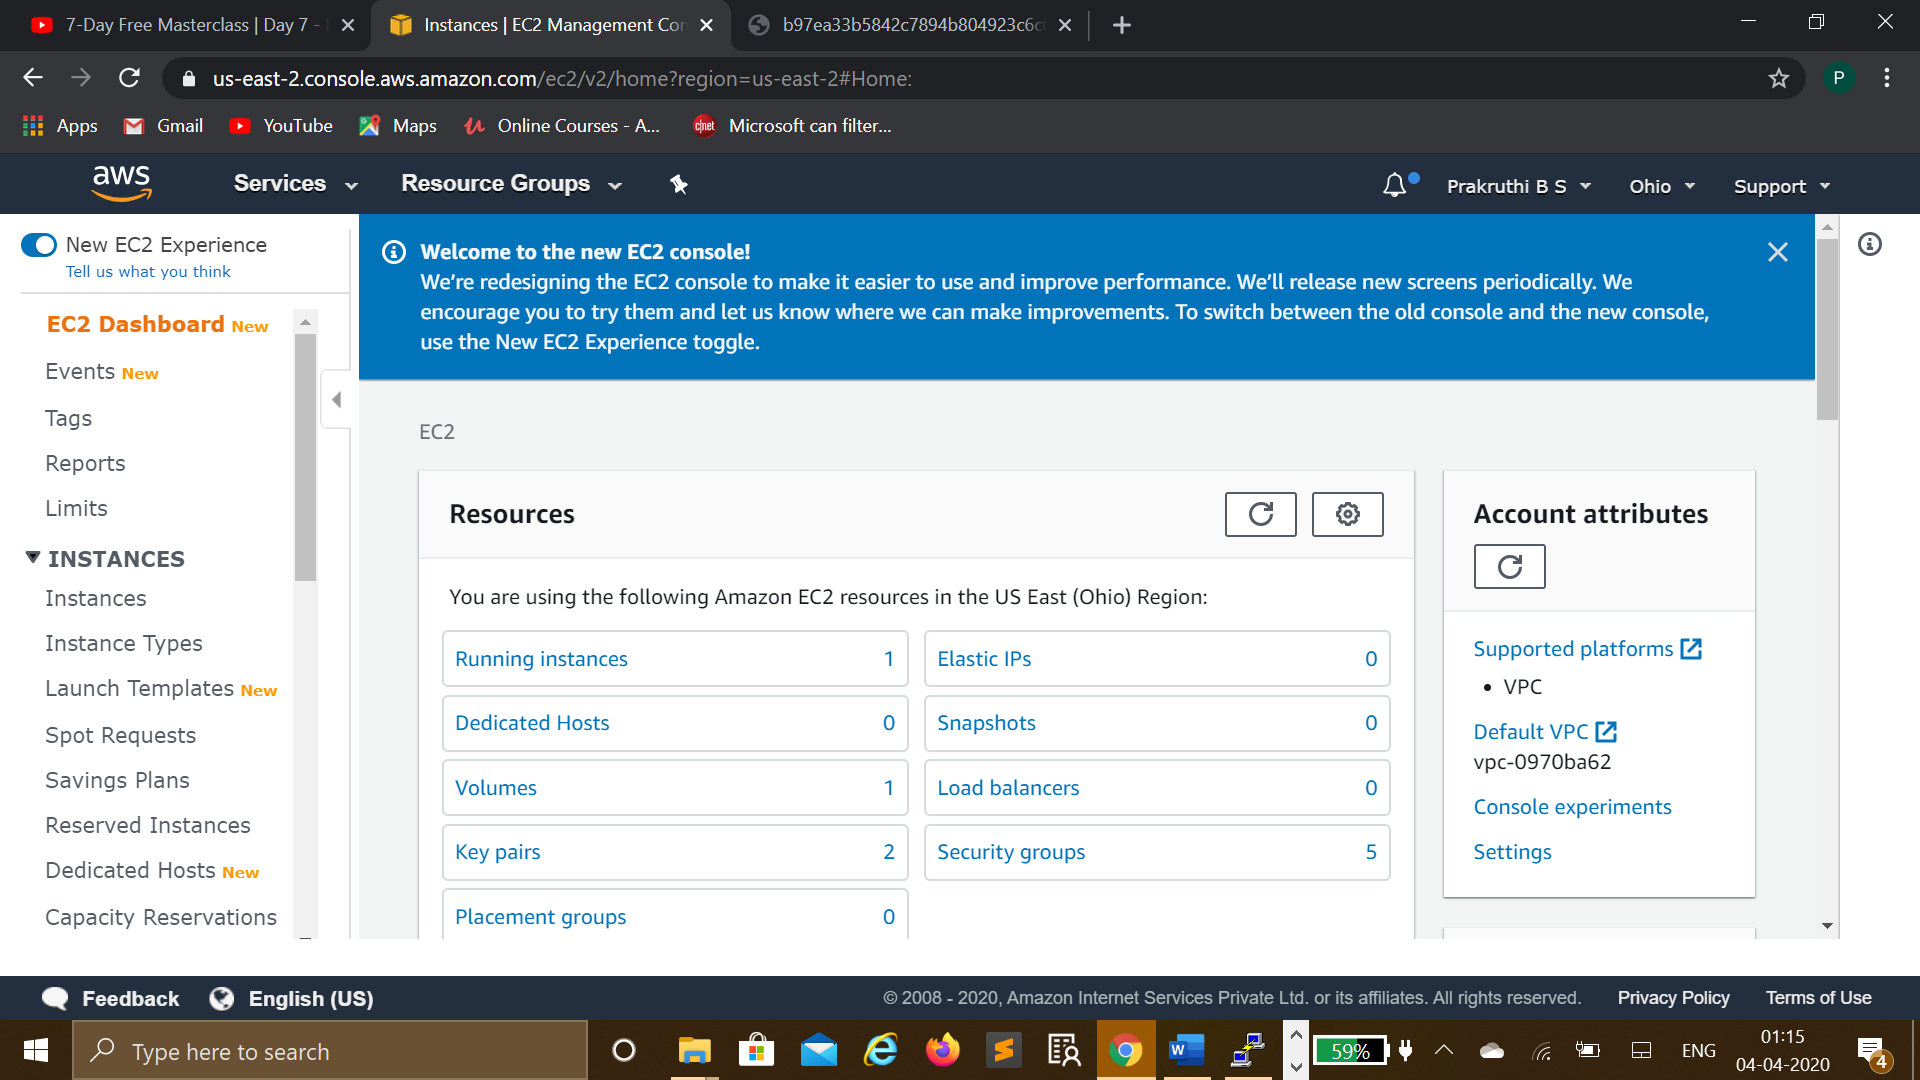 7-Day Free Masterclass | Day 7 -
Instances | EC2 Management Con
b97ea33b5842c7894b804923c6c
us-east-2.console.aws.amazon.com/ec2/v2/home?region=us-east-2#Home:
P
Apps
Gmail
YouTube
Maps
Online Courses - A...
c|net
Microsoft can filter...
aws
Services
Resource Groups
Prakruthi B S
Ohio
Support
New EC2 Experience
Tell us what you think
EC2 Dashboard New
Events New
Tags
Reports
Limits
INSTANCES
Instances
Instance Types
Launch Templates New
Spot Requests
Savings Plans
Reserved Instances
Dedicated Hosts New
Capacity Reservations
Welcome to the new EC2 console!
We're redesigning the EC2 console to make it easier to use and improve performance. We'll release new screens periodically. We
encourage you to try them and let us know where we can make improvements. To switch between the old console and the new console,
use the New EC2 Experience toggle.
EC2
Resources
You are using the following Amazon EC2 resources in the US East (Ohio) Region:
Running instances 1
Elastic IPs 0
Dedicated Hosts 0
Snapshots 0
Volumes 1
Load balancers 0
Key pairs 2
Security groups 5
Placement groups 0
Account attributes
Supported platforms
• VPC
Default VPC
vpc-0970ba62
Console experiments
Settings
Feedback
English (US)
© 2008 - 2020, Amazon Internet Services Private Ltd. or its affiliates. All rights reserved.
Privacy Policy
Terms of Use
Type here to search
59%
ENG
01:15
04-04-2020
4